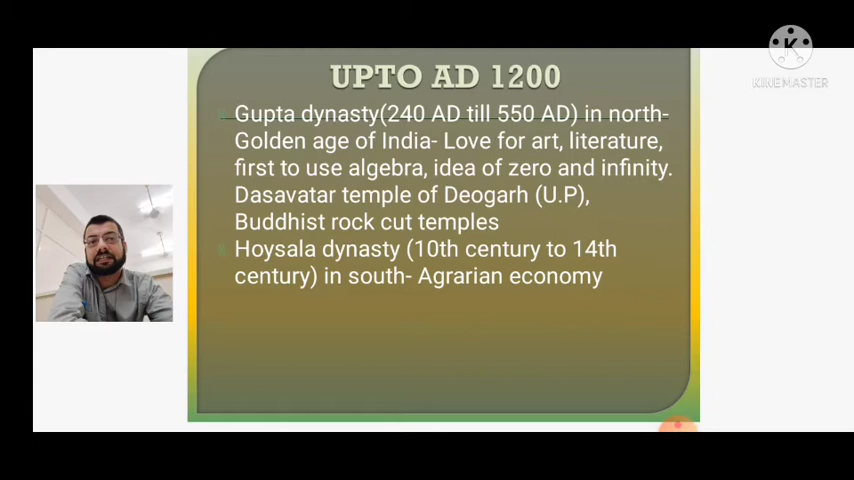 UPTO AD 1200
Gupta dynasty(240 AD till 550 AD) in north-
Golden age of India- Love for art, literature,
first to use algebra, idea of zero and infinity.
Dasavatar temple of Deogarh (U.P),
Buddhist rock cut temples
Hoysala dynasty (10th century to 14th
century) in south- Agrarian economy
K
KINEMASTER